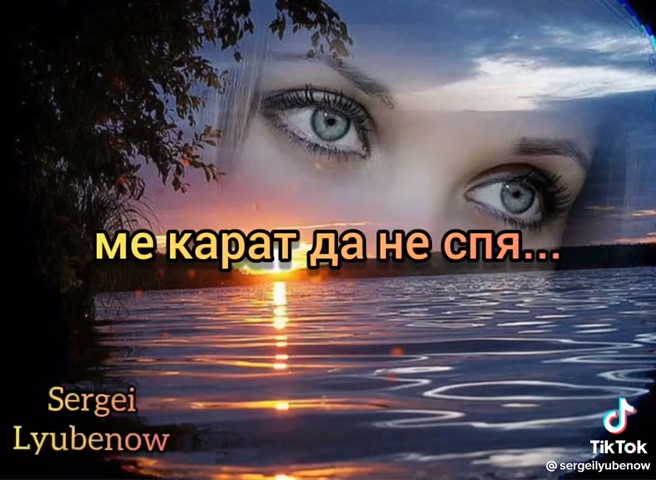 ме карат да не спя...
Sergei
Lyubenow
TikTok
@sergeilyubenow